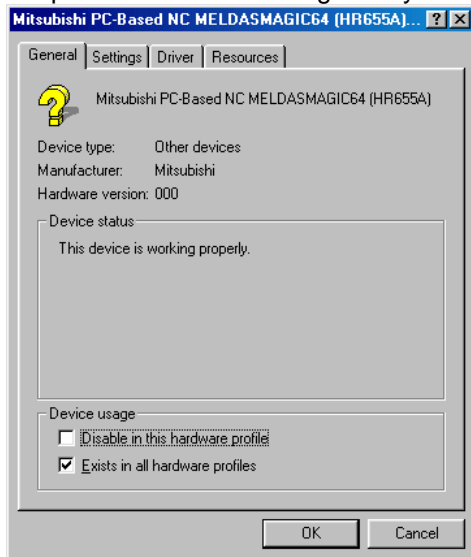 Mitsubishi PC-Based NC MELDASMAGIC64 (HR655A)... ? X
General Settings Driver Resources
Mitsubishi PC-Based NC MELDASMAGIC64 (HR655A)
Device type: Other devices
Manufacturer: Mitsubishi
Hardware version: 000
Device status
This device is working properly.
Device usage
Disable in this hardware profile
Exists in all hardware profiles
OK Cancel